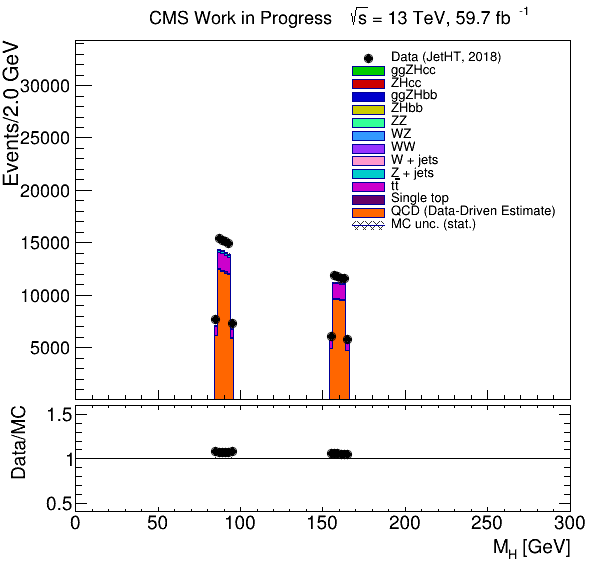 CMS Work in Progress √s = 13 TeV, 59.7 fb -1
Events/2.0 GeV
30000
25000
20000
15000
10000
5000
Data (JetHT, 2018)
ggZHcc
ZHcc
ggZHbb
ZHbb
ZZ
WZ
WW
W + jets
Z + jets
tt̅
Single top
QCD (Data-Driven Estimate)
MC unc. (stat.)
Data/MC
1.5
1
0.5
0 50 100 150 200 250 300
M_H [GeV]